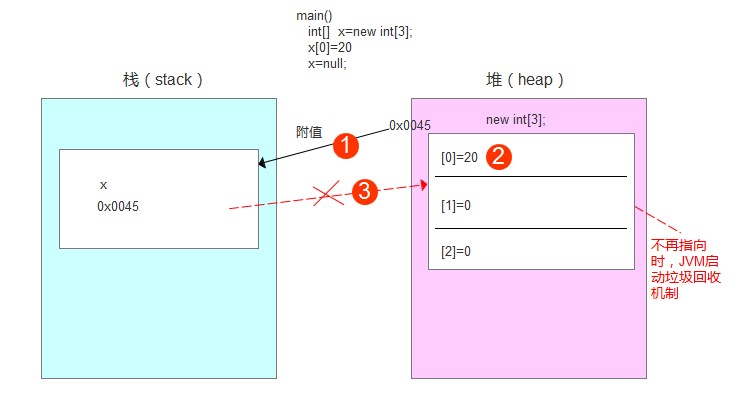 main()
int[] x=new int[3];
x[0]=20
x=null;
栈（stack）
堆（heap）
附值
1
0x0045
new int[3];
x
0x0045
3
[0]=20
2
[1]=0
[2]=0
不再指向
时，JVM启
动垃圾回收
机制